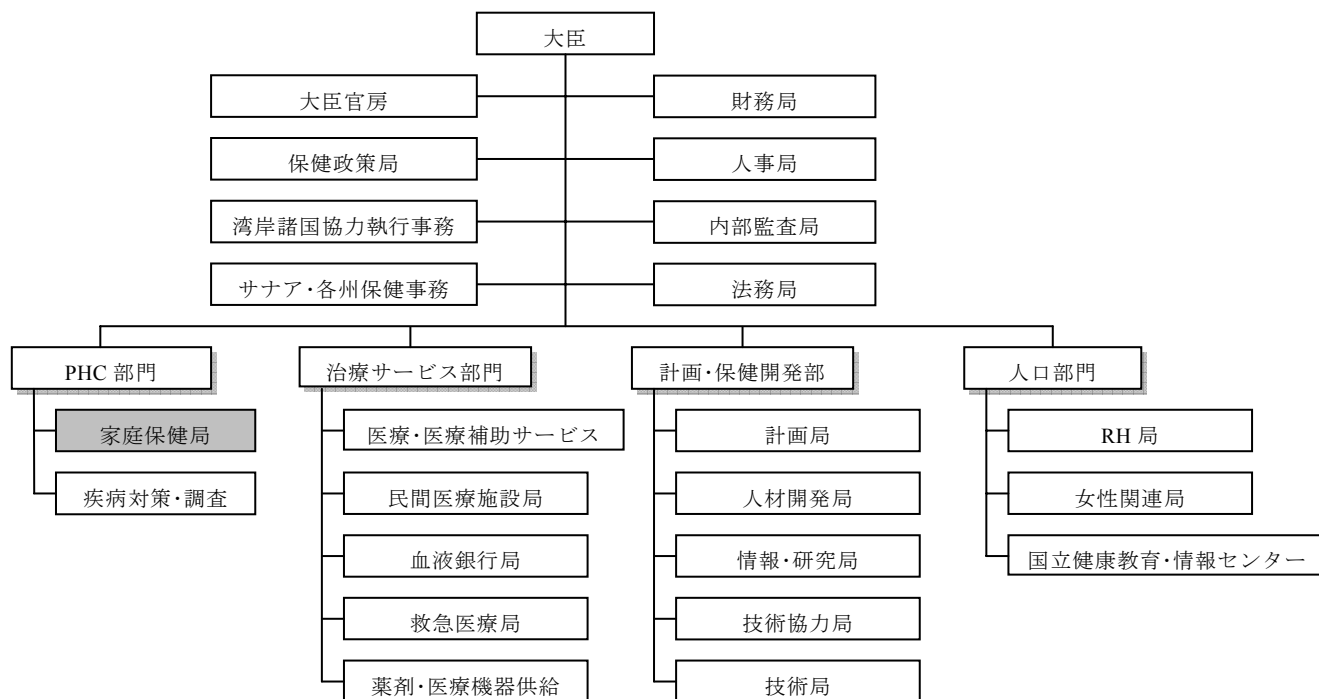 大臣
大臣官房
財務局
保健政策局
人事局
湾岸諸国協力執行事務
内部監査局
サナア・各州保健事務
法務局
PHC 部門
治療サービス部門
計画・保健開発部
人口部門
家庭保健局
医療・医療補助サービス
計画局
RH 局
疾病対策・調査
民間医療施設局
人材開発局
女性関連局
血液銀行局
情報・研究局
国立健康教育・情報センター
救急医療局
技術協力局
薬剤・医療機器供給
技術局